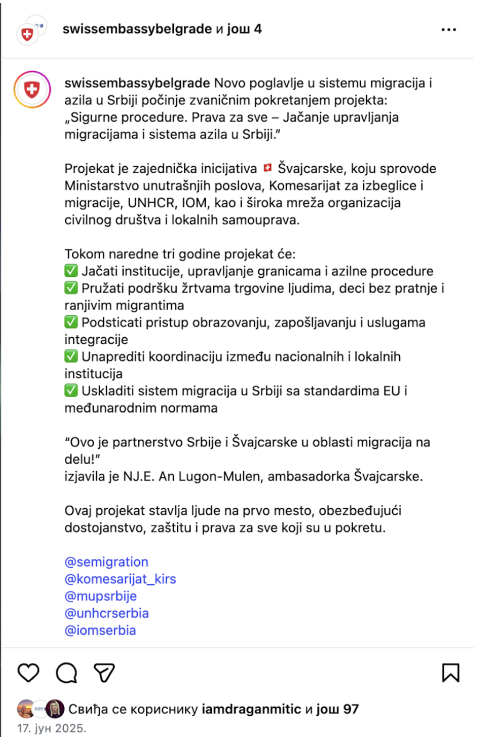 swissembassybelgrade и још 4
swissembassybelgrade Novo poglavlje u sistemu migracija i
azila u Srbiji počinje zvaničnim pokretanjem projekta:
„Sigurne procedure. Prava za sve – Jačanje upravljanja
migracijama i sistema azila u Srbiji.”
Projekat je zajednička inicijativa 🇨🇭 Švajcarske, koju sprovode
Ministarstvo unutrašnjih poslova, Komesarijat za izbeglice i
migracije, UNHCR, IOM, kao i široka mreža organizacija
civilnog društva i lokalnih samouprava.
Tokom naredne tri godine projekat će:
✅ Jačati institucije, upravljanje granicama i azilne procedure
✅ Pružati podršku žrtvama trgovine ljudima, deci bez pratnje i
ranjivim migrantima
✅ Podsticati pristup obrazovanju, zapošljavanju i uslugama
integracije
✅ Unaprediti koordinaciju između nacionalnih i lokalnih
institucija
✅ Uskladiti sistem migracija u Srbiji sa standardima EU i
međunarodnim normama
“Ovo je partnerstvo Srbije i Švajcarske u oblasti migracija na
delu!”
izjavila je NJ.E. An Lugon-Mulen, ambasadorka Švajcarske.
Ovaj projekat stavlja ljude na prvo mesto, obezbeđujući
dostojanstvo, zaštitu i prava za sve koji su u pokretu.
@semigration
@komesarijat_kirs
@mupsrbije
@unhcrserbia
@iomserbia
Свиђа се кориснику iamdraganmitic и још 97
17. јун 2025.